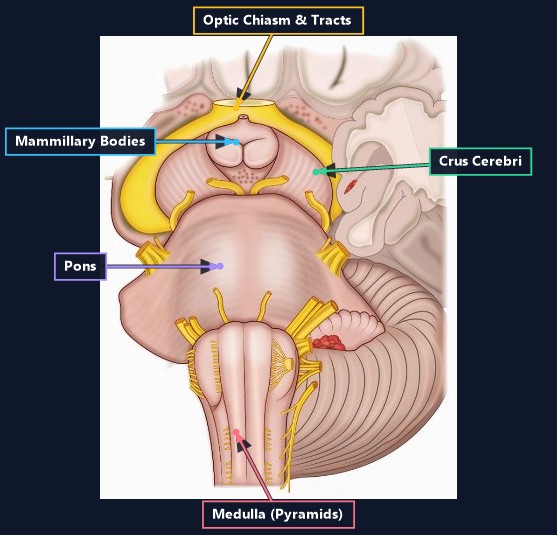 Optic Chiasm & Tracts
Mammillary Bodies
Crus Cerebri
Pons
Medulla (Pyramids)